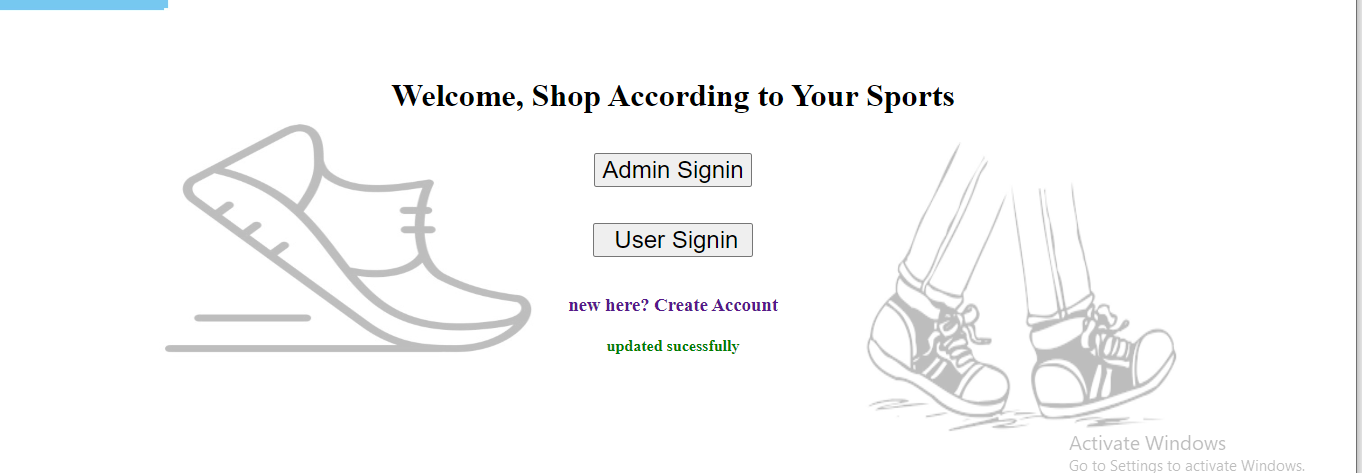 Welcome, Shop According to Your Sports
Admin Signin
User Signin
new here? Create Account
updated sucessfully
Activate Windows
Go to Settings to activate Windows.